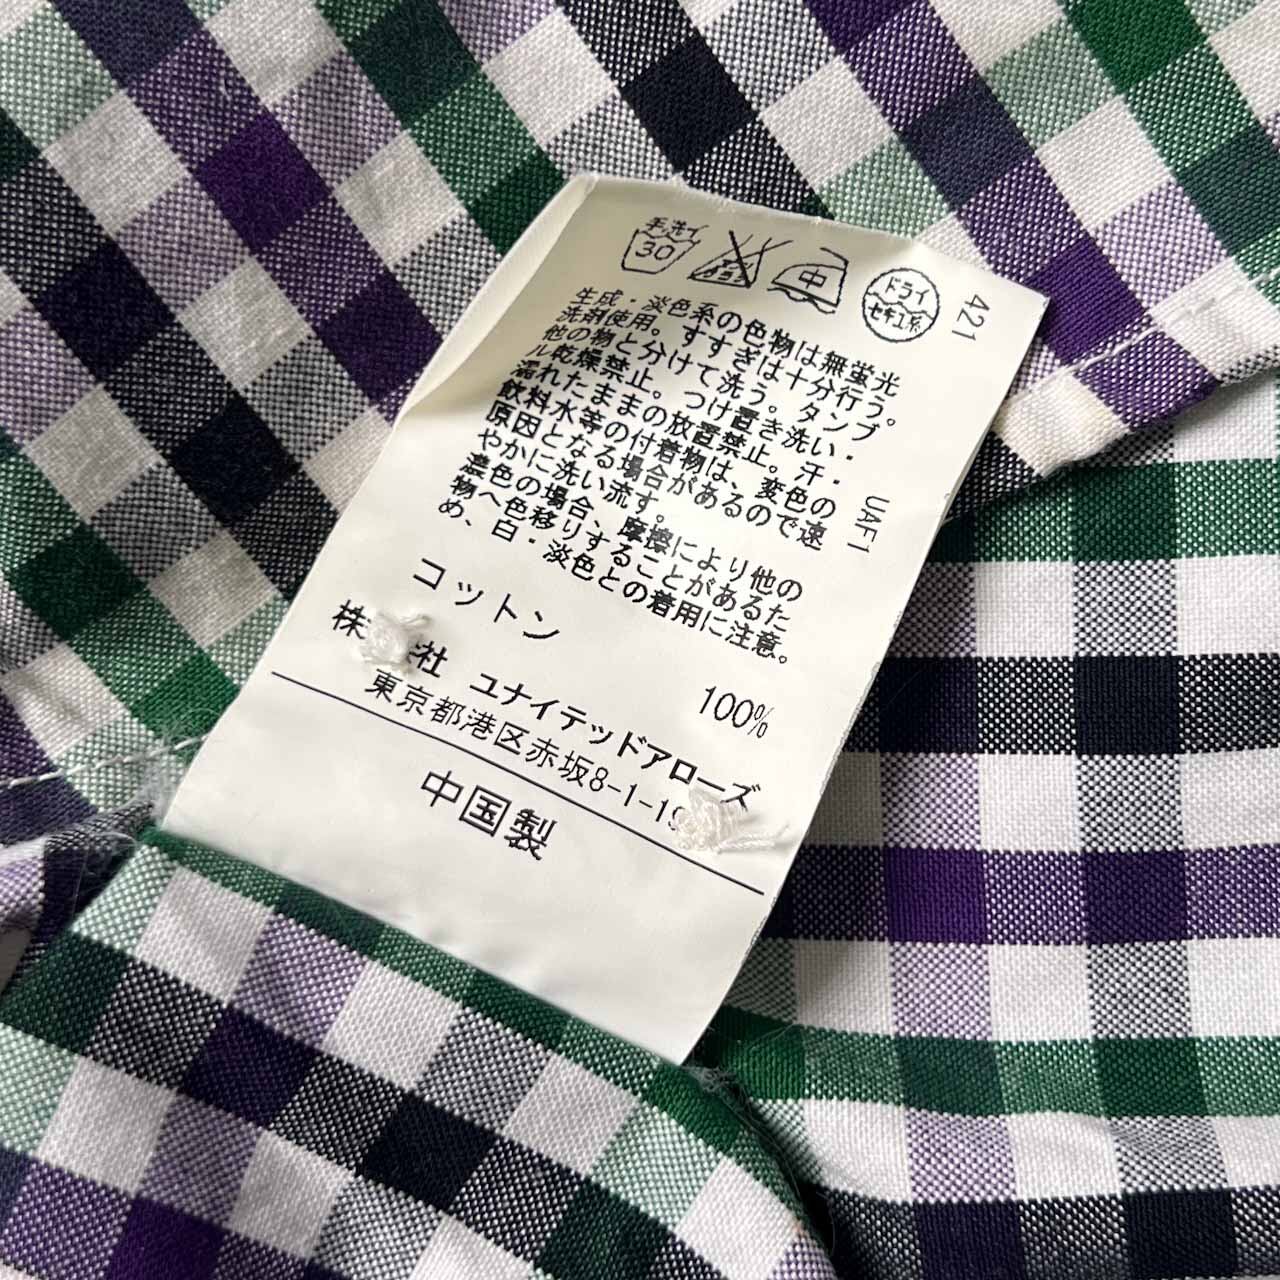 手洗イ
30
中
ドライ
セキユ系
421
生成・淡色系の色物は無蛍光
洗剤使用。すすぎは十分行う。
他の物と分けて洗う。タンブ
ル乾燥禁止。つけ置き洗い・
濡れたままの放置禁止。汗・
飲料水等の付着物は、変色の
原因となる場合があるので速
やかに洗い流す。
濃色の場合、摩擦により他の
物へ色移りすることがあるた
め、白・淡色との着用に注意。
UAF1
コットン 100%
株 社 ユナイテッドアローズ
東京都港区赤坂8-1-19
中国製